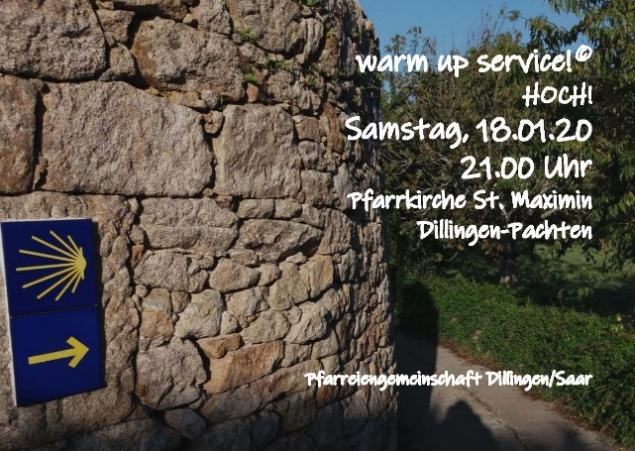 warm up service!©
HOCH!
Samstag, 18.01.20
21.00 Uhr
Pfarrkirche St. Maximin
Dillingen-Pachten
Pfarreiengemeinschaft Dillingen/Saar